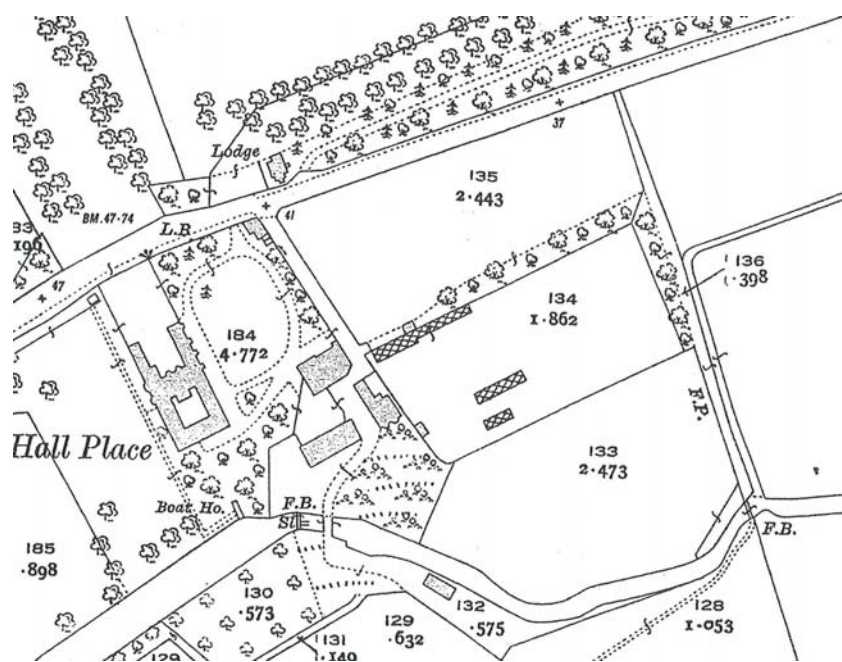 Lodge
37
135
2.443
BM.47.74
41
L.B.
47
136
.398
134
1.862
184
4.772
F.P.
Hall Place
133
2.473
Boat Ho.
F.B.
Sl
F.B.
185
.898
130
.573
132
.575
128
1.053
129
.632
131
.149
129